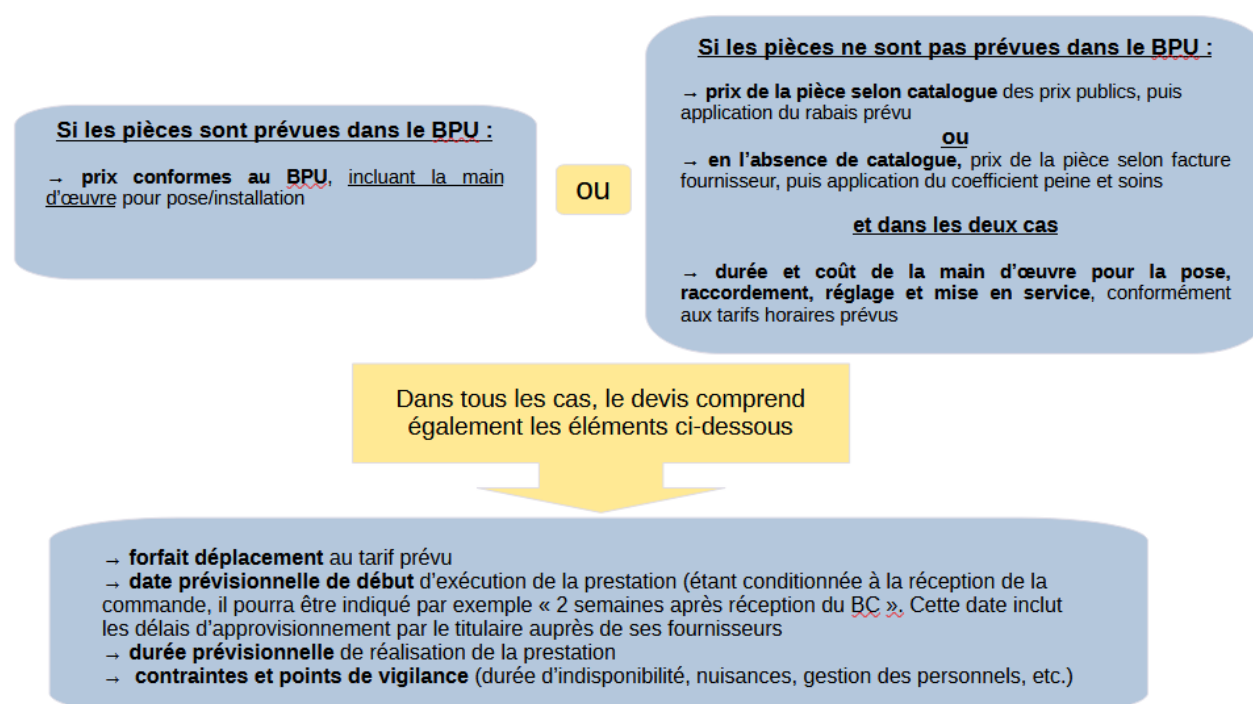 Si les pièces sont prévues dans le BPU :
→ prix conformes au BPU, incluant la main
d’œuvre pour pose/installation
ou
Si les pièces ne sont pas prévues dans le BPU :
→ prix de la pièce selon catalogue des prix publics, puis
application du rabais prévu
ou
→ en l’absence de catalogue, prix de la pièce selon facture
fournisseur, puis application du coefficient peine et soins
et dans les deux cas
→ durée et coût de la main d’œuvre pour la pose,
raccordement, réglage et mise en service, conformément
aux tarifs horaires prévus
Dans tous les cas, le devis comprend
également les éléments ci-dessous
→ forfait déplacement au tarif prévu
→ date prévisionnelle de début d’exécution de la prestation (étant conditionnée à la réception de la
commande, il pourra être indiqué par exemple « 2 semaines après réception du BC ». Cette date inclut
les délais d’approvisionnement par le titulaire auprès de ses fournisseurs
→ durée prévisionnelle de réalisation de la prestation
→ contraintes et points de vigilance (durée d’indisponibilité, nuisances, gestion des personnels, etc.)